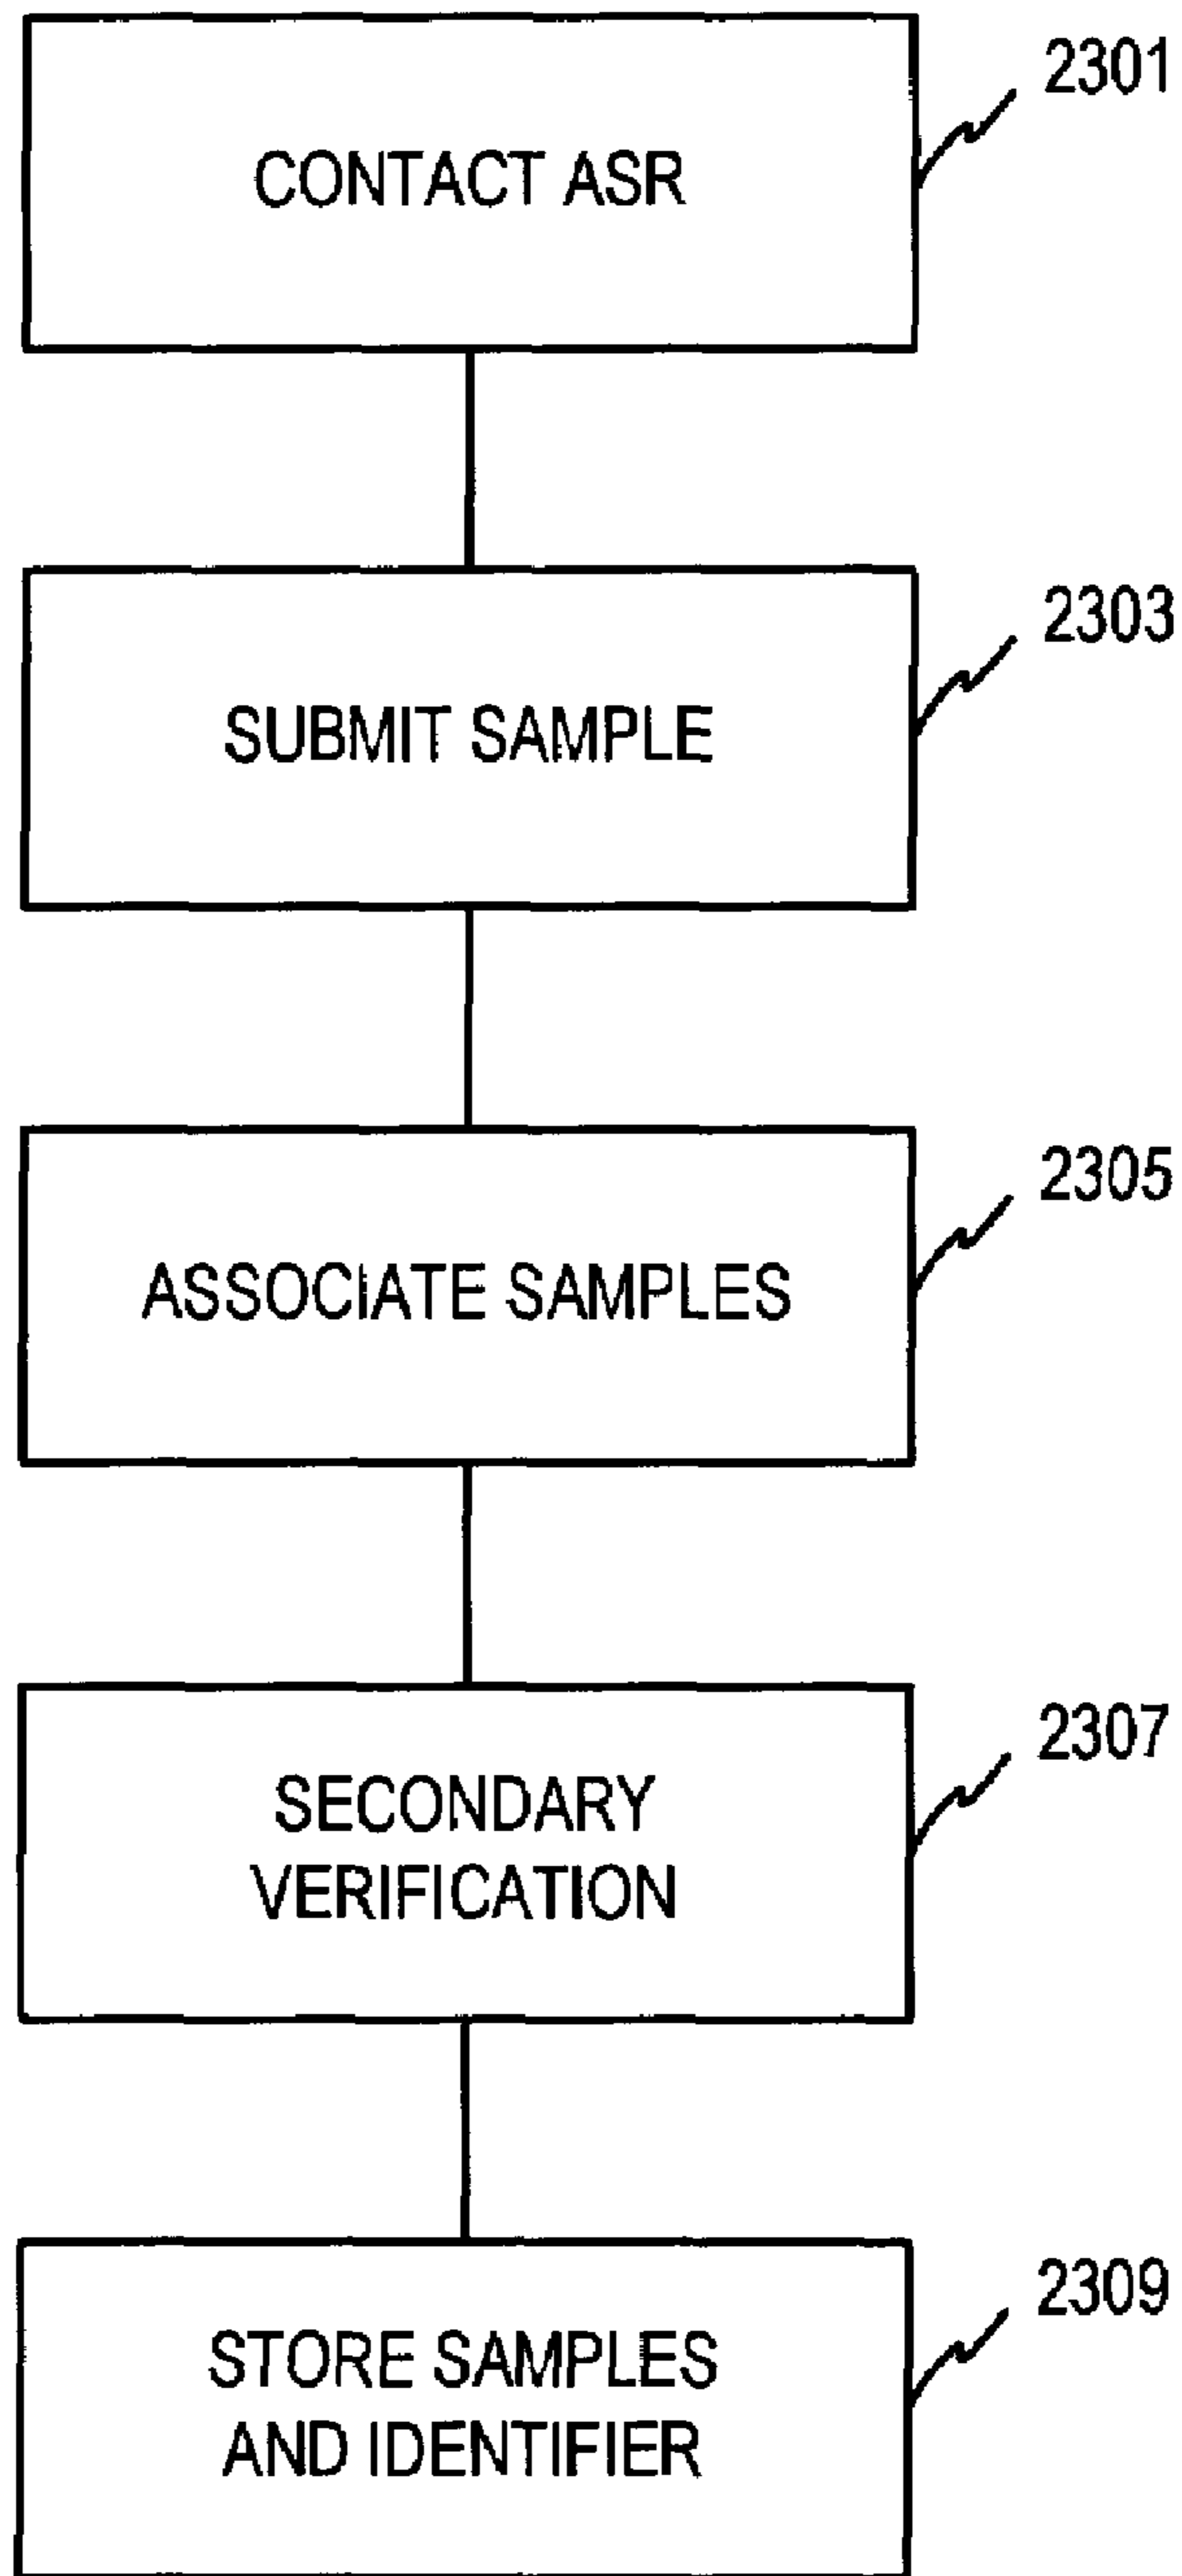 2301
CONTACT ASR
2303
SUBMIT SAMPLE
2305
ASSOCIATE SAMPLES
2307
SECONDARY
VERIFICATION
2309
STORE SAMPLES
AND IDENTIFIER